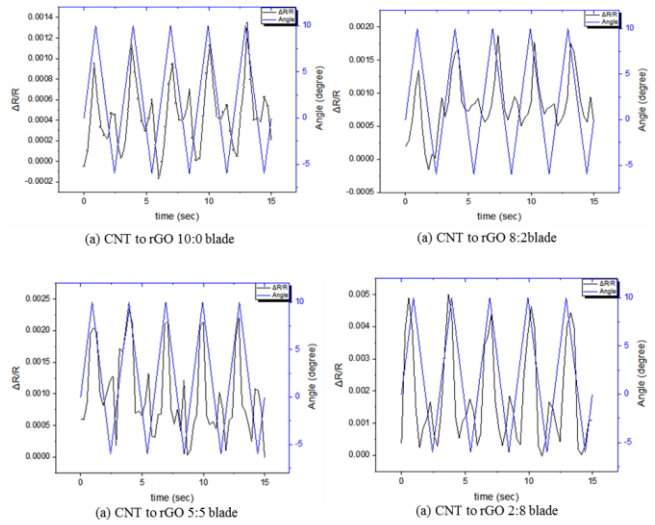 ΔR/R
Angle
0.0014
0.0012
0.0010
0.0008
0.0006
0.0004
0.0002
0.0000
-0.0002
ΔR/R
10
5
0
-5
Angle (degree)
0 5 10 15
time (sec)
(a) CNT to rGO 10:0 blade
ΔR/R
Angle
0.0020
0.0015
0.0010
0.0005
0.0000
-0.0005
ΔR/R
10
5
0
-5
Angle (degree)
0 5 10 15
time (sec)
(a) CNT to rGO 8:2blade
ΔR/R
Angle
0.0025
0.0020
0.0015
0.0010
0.0005
0.0000
ΔR/R
10
5
0
-5
Angle (degree)
0 5 10 15
time (sec)
(a) CNT to rGO 5:5 blade
ΔR/R
Angle
0.005
0.004
0.003
0.002
0.001
0.000
ΔR/R
10
5
0
-5
Angle (degree)
0 5 10 15
time (sec)
(a) CNT to rGO 2:8 blade